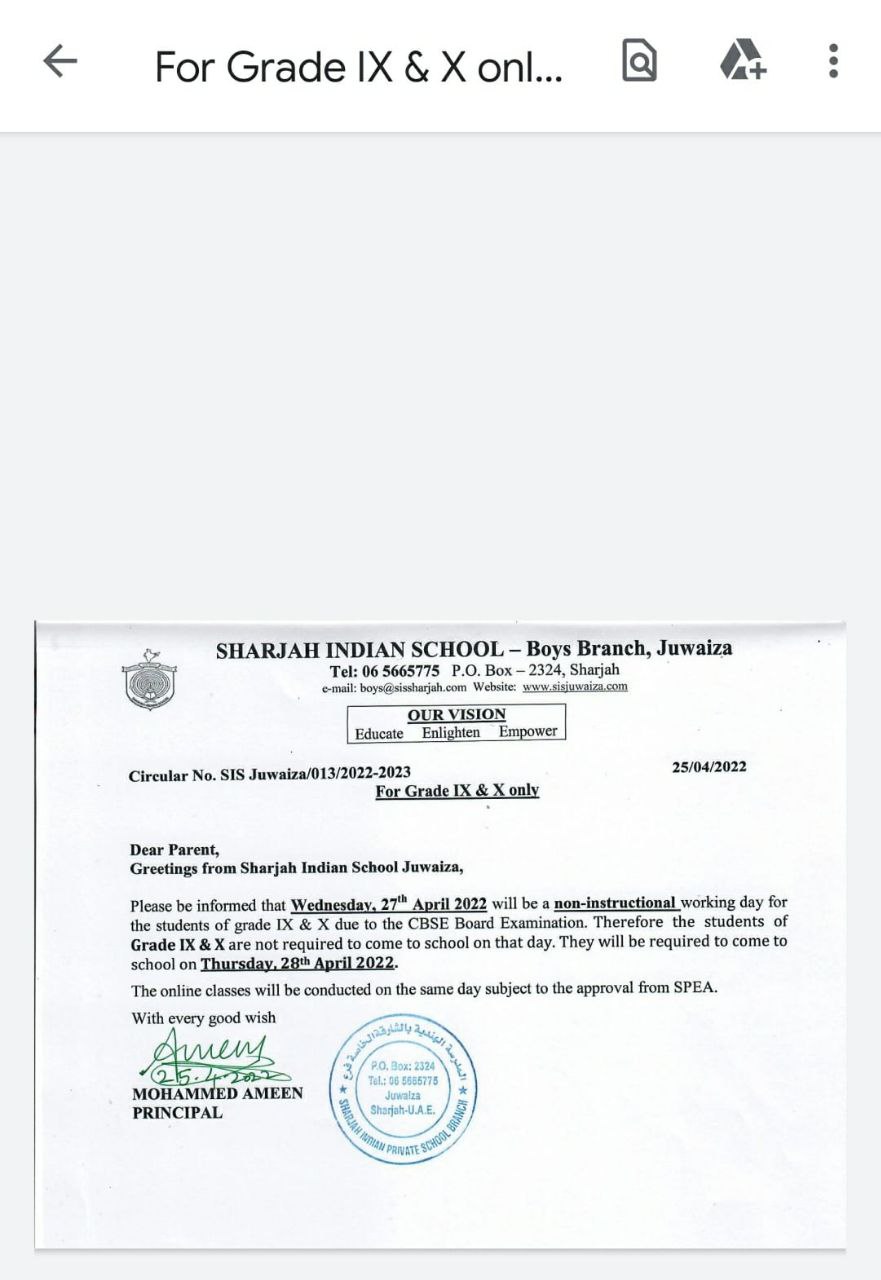 For Grade IX & X onl...
SHARJAH INDIAN SCHOOL – Boys Branch, Juwaiza
Tel: 06 5665775 P.O. Box – 2324, Sharjah
e-mail: boys@sissharjah.com Website: www.sisjuwaiza.com
OUR VISION
Educate Enlighten Empower
Circular No. SIS Juwaiza/013/2022-2023
25/04/2022
For Grade IX & X only
Dear Parent,
Greetings from Sharjah Indian School Juwaiza,
Please be informed that Wednesday, 27th April 2022 will be a non-instructional working day for
the students of grade IX & X due to the CBSE Board Examination. Therefore the students of
Grade IX & X are not required to come to school on that day. They will be required to come to
school on Thursday, 28th April 2022.
The online classes will be conducted on the same day subject to the approval from SPEA.
With every good wish
Ameen
25-4-2022
MOHAMMED AMEEN
PRINCIPAL
المدرسة الهندية بالشارقة الخاصة فرع
P.O. Box: 2324
Tel.: 06 5665775
Juwaiza
Sharjah-U.A.E.
SHARJAH INDIAN PRIVATE SCHOOL BRANCH